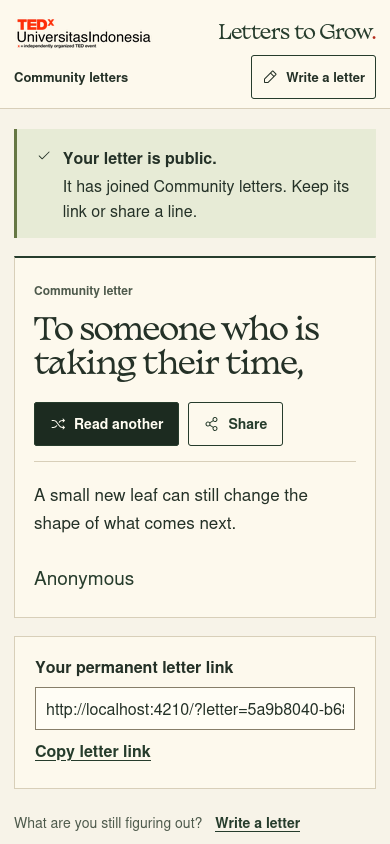 TEDx
UniversitasIndonesia
x = independently organized TED event
Letters to Grow.
Community letters
Write a letter
Your letter is public.
It has joined Community letters. Keep its
link or share a line.
Community letter
To someone who is
taking their time,
Read another
Share
A small new leaf can still change the
shape of what comes next.
Anonymous
Your permanent letter link
http://localhost:4210/?letter=5a9b8040-b68
Copy letter link
What are you still figuring out?
Write a letter